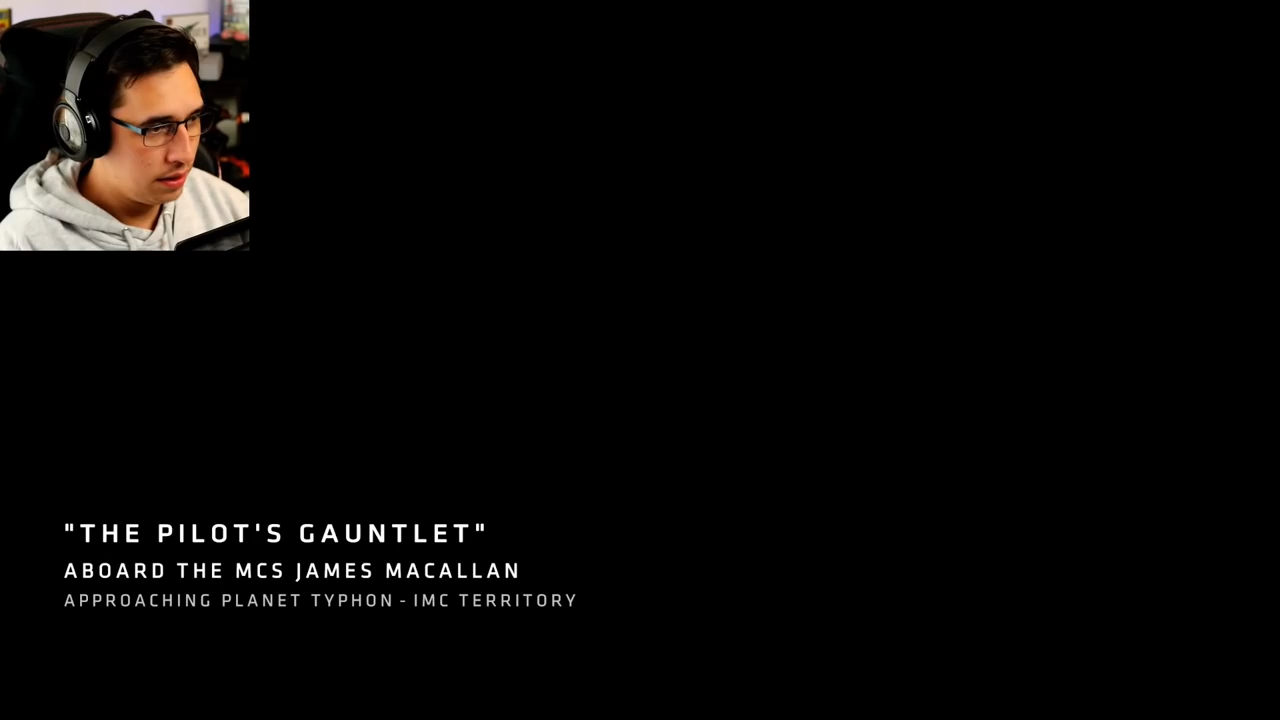 "THE PILOT'S GAUNTLET"
ABOARD THE MCS JAMES MACALLAN
APPROACHING PLANET TYPHON - IMC TERRITORY